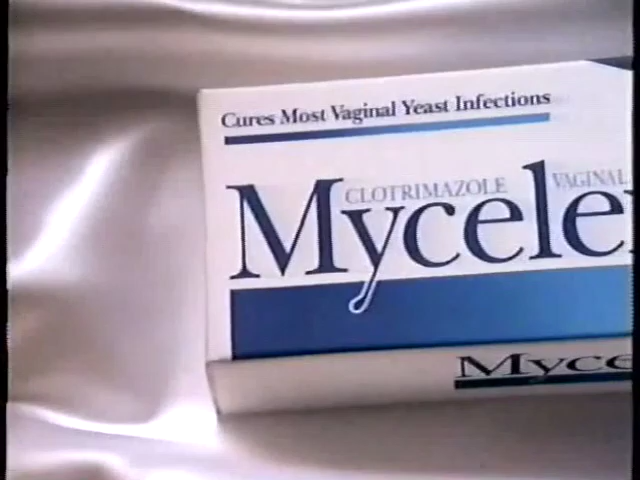 Cures Most Vaginal Yeast Infections
CLOTRIMAZOLE VAGINAL
Mycele
Myce